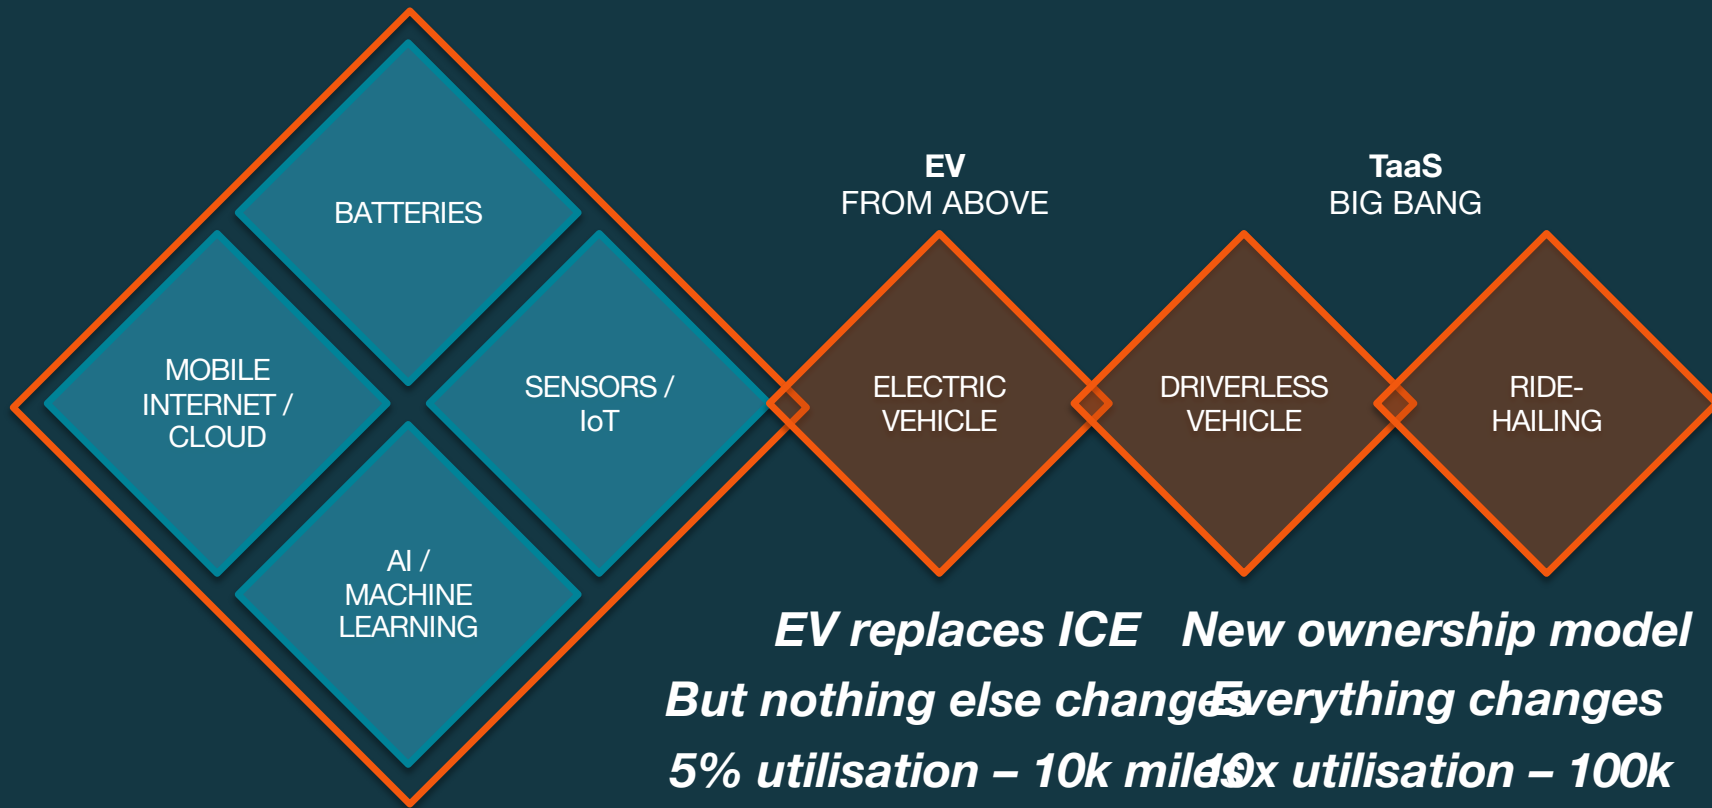 BATTERIES
MOBILE
INTERNET /
CLOUD
SENSORS /
IoT
AI /
MACHINE
LEARNING
EV
FROM ABOVE
TaaS
BIG BANG
ELECTRIC
VEHICLE
DRIVERLESS
VEHICLE
RIDE-
HAILING
EV replaces ICE
But nothing else changes
5% utilisation – 10k miles
New ownership model
Everything changes
10x utilisation – 100k